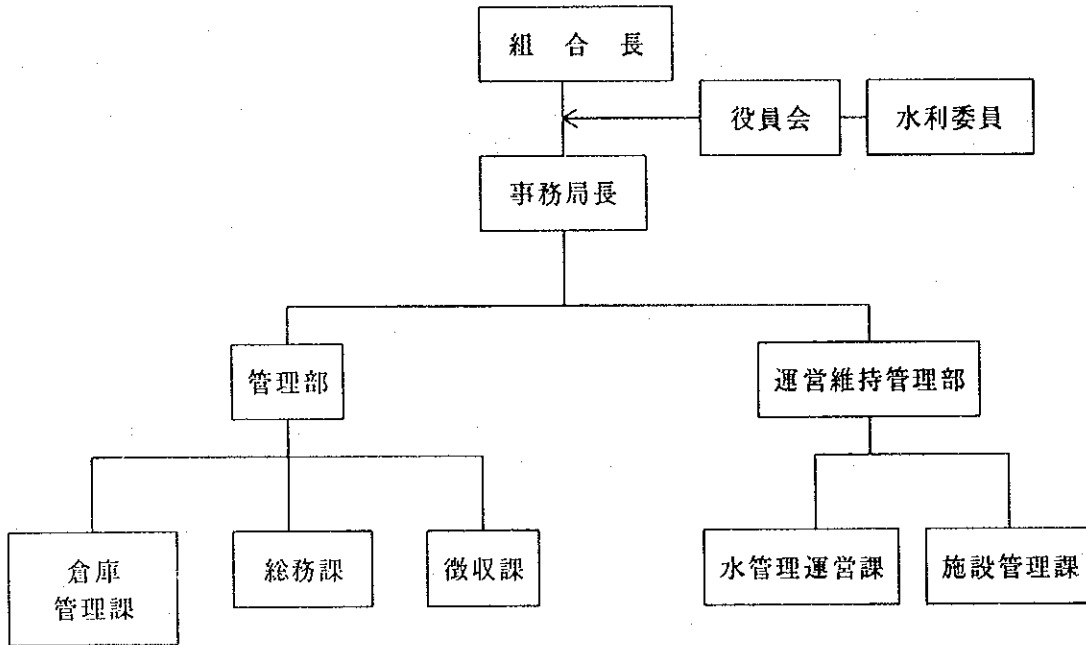 組合長
役員会
水利委員
事務局長
管理部
運営維持管理部
倉庫
管理課
総務課
徴収課
水管理運営課
施設管理課